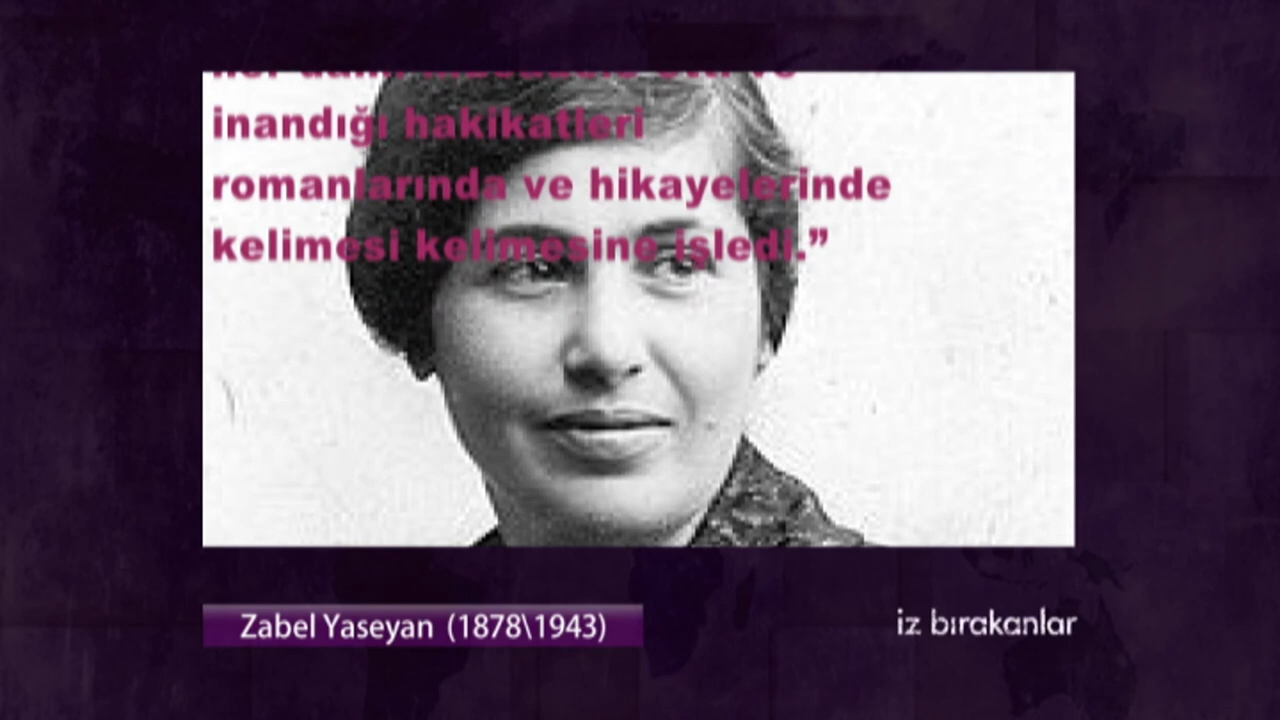 inandığı hakikatleri
romanlarında ve hikayelerinde
kelimesi kelimesine işledi.”
Zabel Yaseyan (1878\1943)
iz bırakanlar